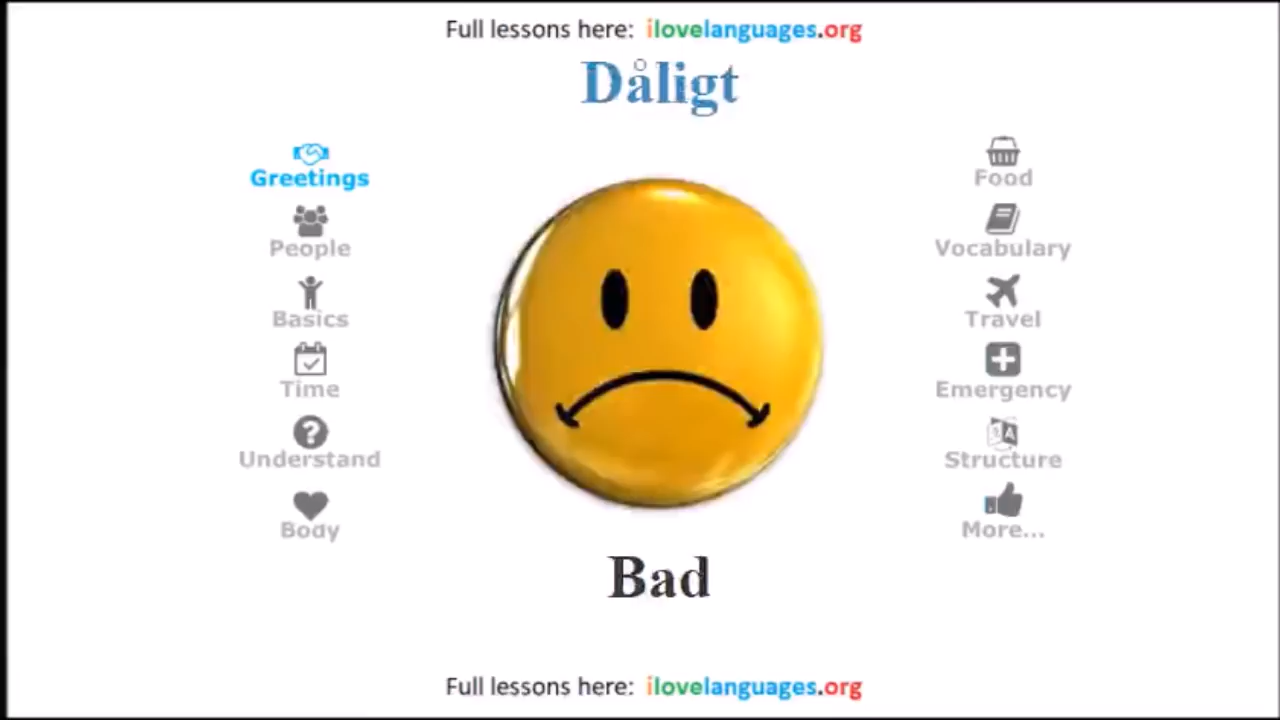 Full lessons here: ilovelanguages.org
Dåligt
Greetings
People
Basics
Time
Understand
Body
Food
Vocabulary
Travel
Emergency
Structure
More...
Bad
Full lessons here: ilovelanguages.org